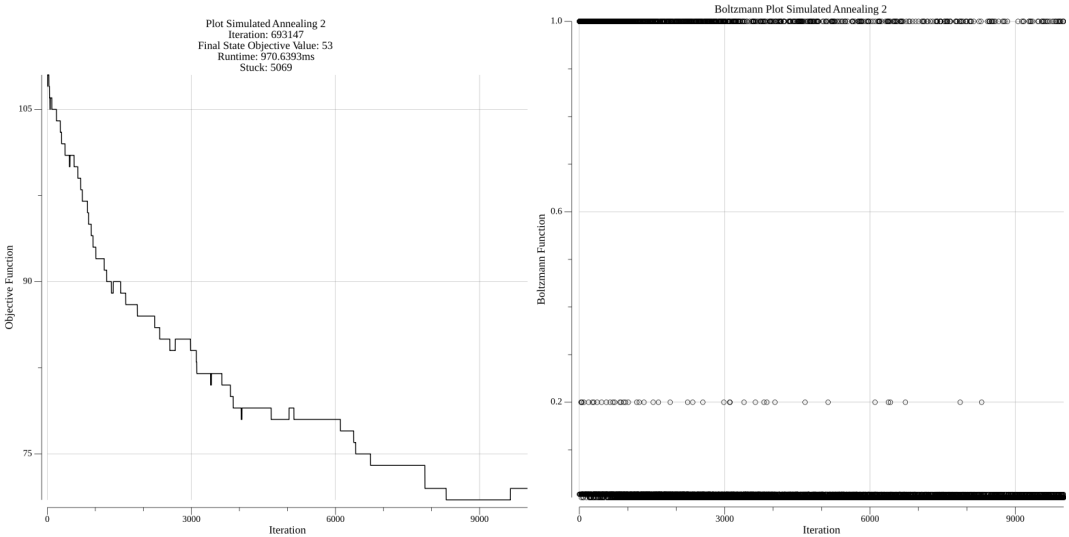 Plot Simulated Annealing 2
Iteration: 693147
Final State Objective Value: 53
Runtime: 970.6393ms
Stuck: 5069
105
90
75
Objective Function
0
3000
6000
9000
Iteration
Boltzmann Plot Simulated Annealing 2
1.0
0.6
0.2
Boltzmann Function
0
3000
6000
9000
Iteration